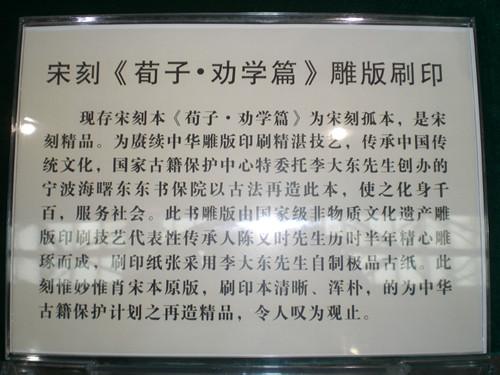 宋刻《荀子·劝学篇》雕版刷印
现存宋刻本《荀子·劝学篇》为宋刻孤本，是宋
刻精品。为赓续中华雕版印刷精湛技艺，传承中国传
统文化，国家古籍保护中心特委托李大东先生创办的
宁波海曙东东书保院以古法再造此本，使之化身千
百，服务社会。此书雕版由国家级非物质文化遗产雕
版印刷技艺代表性传承人陈义时先生历时半年精心雕
琢而成，刷印纸张采用李大东先生自制极品古纸。此
刻惟妙惟肖宋本原版，刷印本清晰、浑朴，的为中华
古籍保护计划之再造精品，令人叹为观止。